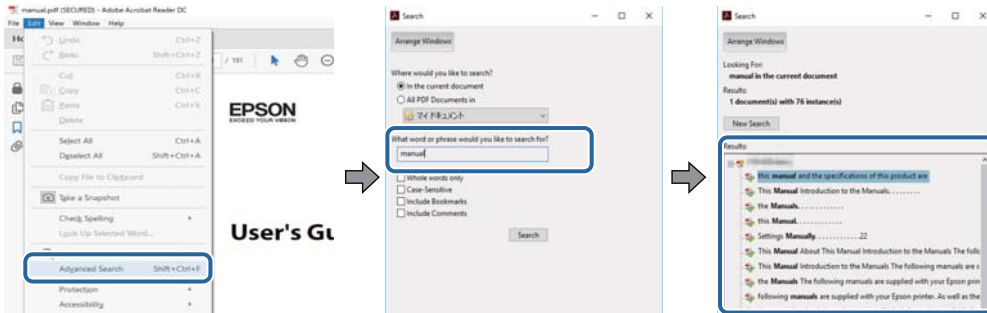 manual.pdf (SECURED) - Adobe Acrobat Reader DC
File Edit View Window Help
Undo Ctrl+Z
Redo Shift+Ctrl+Z
Cut Ctrl+X
Copy Ctrl+C
Paste Ctrl+V
Delete
Select All Ctrl+A
Deselect All Shift+Ctrl+A
Copy File to Clipboard
Take a Snapshot
Check Spelling
Look Up Selected Word...
Advanced Search Shift+Ctrl+F
Protection
Accessibility
/ 181
EPSON
EXCEED YOUR VISION
User's Gu
Search
Arrange Windows
Where would you like to search?
In the current document
All PDF Documents in
マイ ドキュメント
What word or phrase would you like to search for?
manual
Whole words only
Case-Sensitive
Include Bookmarks
Include Comments
Search
Search
Arrange Windows
Looking For:
manual in the current document
Results:
1 document(s) with 76 instance(s)
New Search
Results:
this manual and the specifications of this product are
This Manual Introduction to the Manuals. . . . . . . . .
the Manuals. . . . . . . . . . . . .
this Manual. . . . . . . . . . . . .
Settings Manually. . . . . . . . . . . . .22
This Manual About This Manual Introduction to the Manuals The follo
This Manual Introduction to the Manuals The following manuals are s
the Manuals The following manuals are supplied with your Epson prin
following manuals are supplied with your Epson printer. As well as the